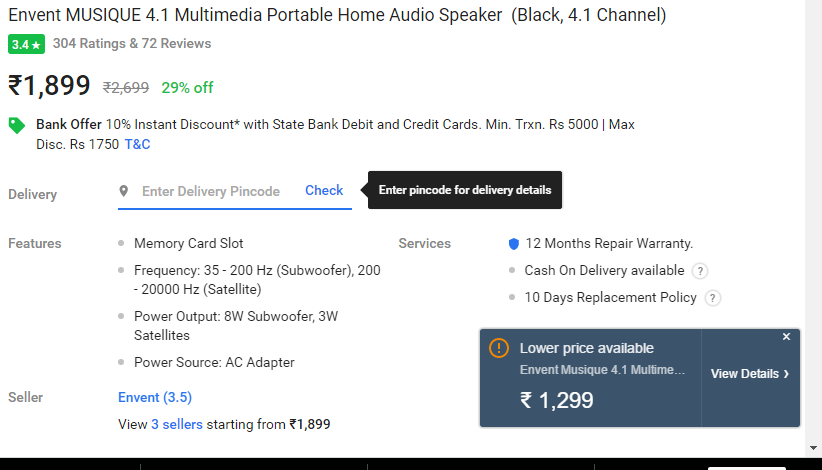 Envent MUSIQUE 4.1 Multimedia Portable Home Audio Speaker (Black, 4.1 Channel)
3.4★ 304 Ratings & 72 Reviews
₹1,899 ₹2,699 29% off
Bank Offer 10% Instant Discount* with State Bank Debit and Credit Cards. Min. Trxn. Rs 5000 | Max
Disc. Rs 1750 T&C
Delivery Enter Delivery Pincode Check Enter pincode for delivery details
Features
Memory Card Slot
Frequency: 35 - 200 Hz (Subwoofer), 200
- 20000 Hz (Satellite)
Power Output: 8W Subwoofer, 3W
Satellites
Power Source: AC Adapter
Services
12 Months Repair Warranty.
Cash On Delivery available ?
10 Days Replacement Policy ?
Lower price available
Envent Musique 4.1 Multime...
₹ 1,299
View Details ›
Seller Envent (3.5)
View 3 sellers starting from ₹1,899